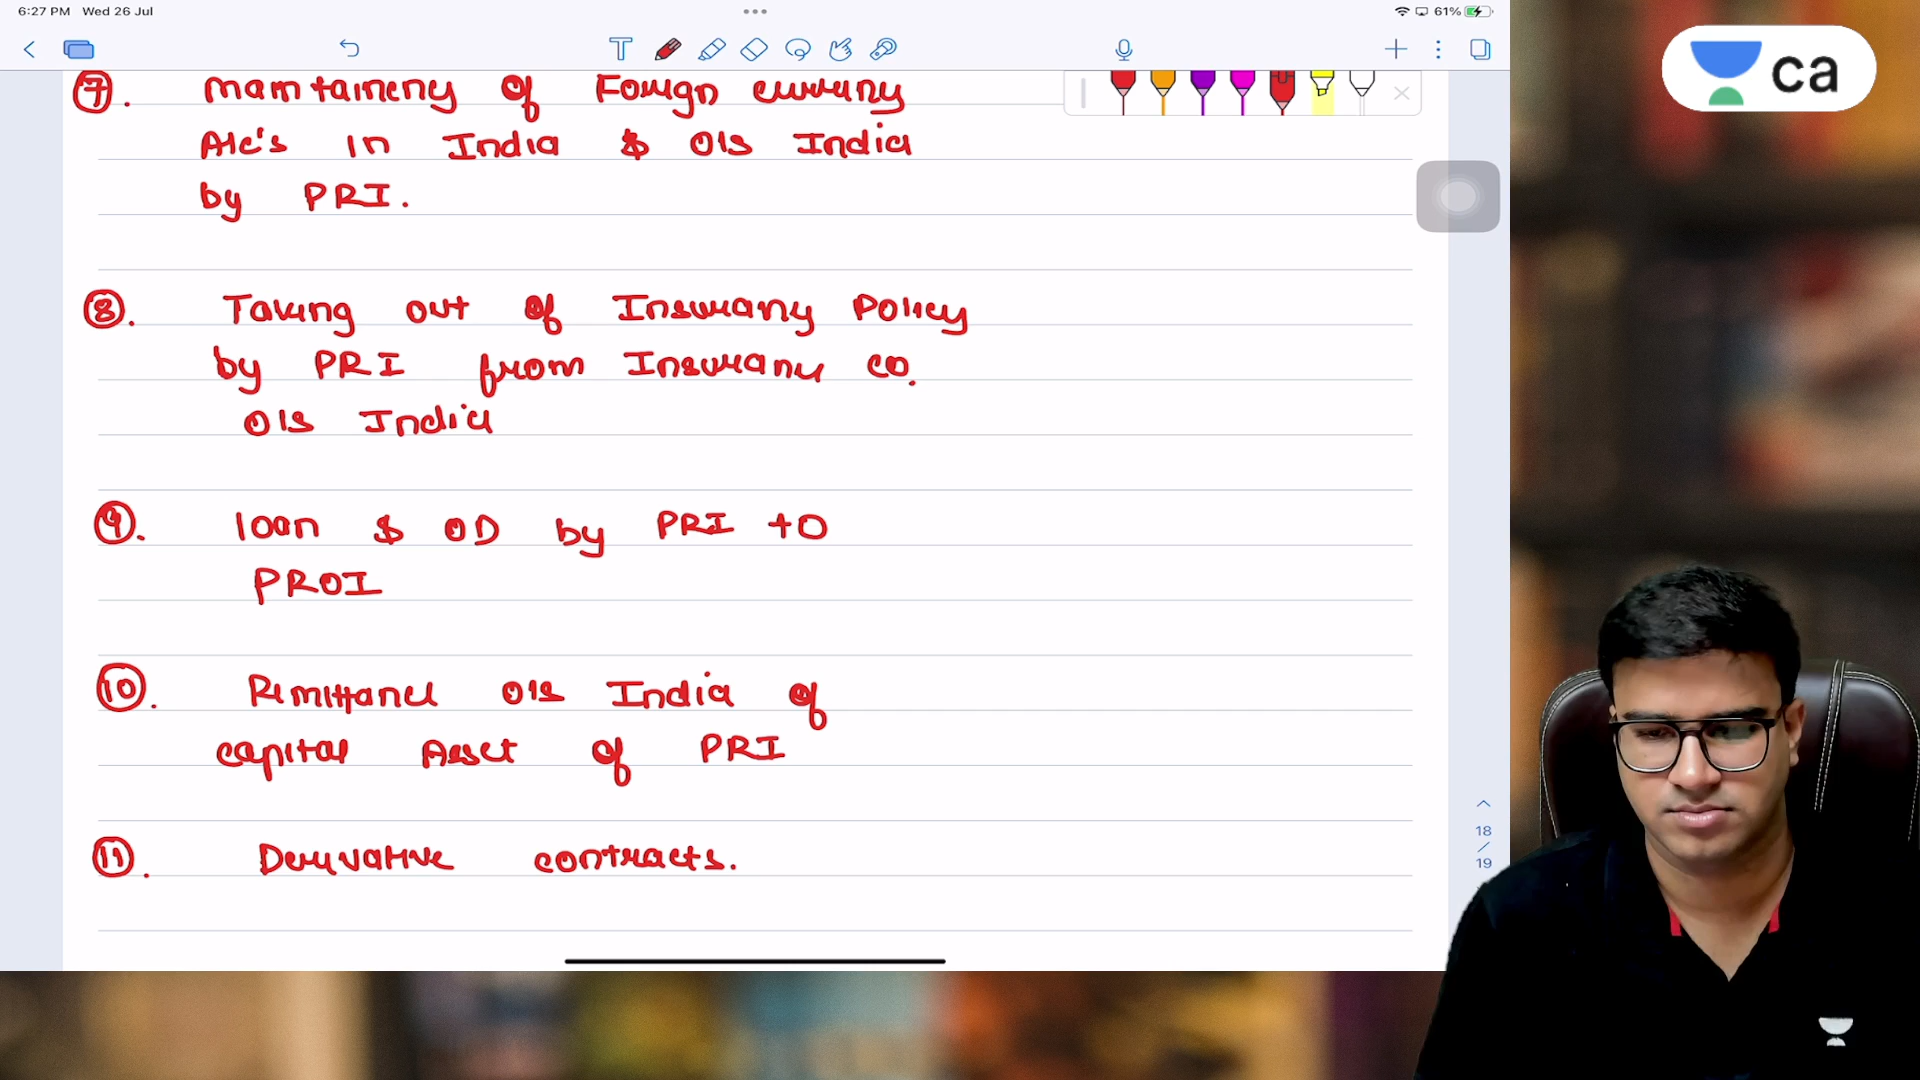 6:27 PM Wed 26 Jul
61%
ca
7. Maintainence of Foreign currency
A/c's in India $ O/s India
by PRI.
8. Taking out of Insurance Policy
by PRI from Insurance co.
O/s India
9. loan $ OD by PRI to
PROI
10. Remittance O/s India of
capital Asset of PRI
11. Derivative contracts.
18
/
19